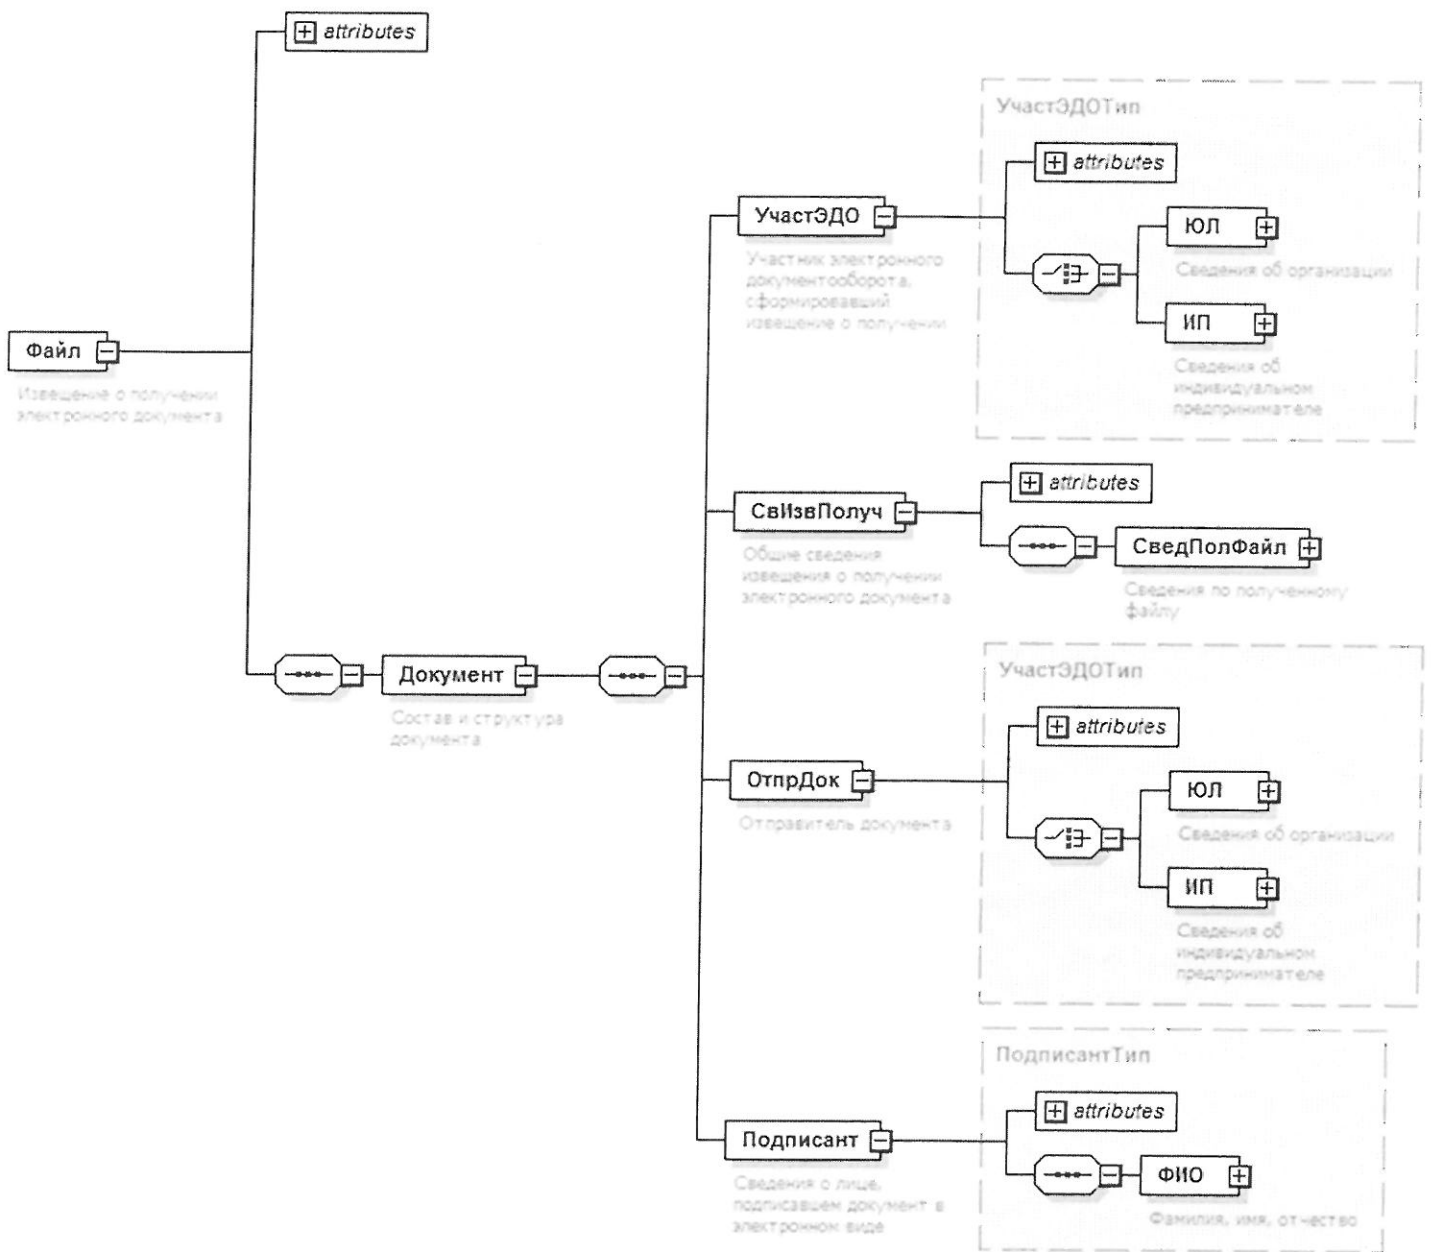 attributes
Файл
Извещение о получении
электронного документа
Документ
Состав и структура
документа
УчастЭДО
Участник электронного
документооборота,
сформировавший
извещение о получении
УчастЭДОТип
attributes
ЮЛ
Сведения об организации
ИП
Сведения об
индивидуальном
предпринимателе
СвИзвПолуч
Общие сведения
извещения о получении
электронного документа
attributes
СведПолФайл
Сведения по полученному
файлу
ОтпрДок
Отправитель документа
УчастЭДОТип
attributes
ЮЛ
Сведения об организации
ИП
Сведения об
индивидуальном
предпринимателе
Подписант
Сведения о лице,
подписавшем документ в
электронном виде
ПодписантТип
attributes
ФИО
Фамилия, имя, отчество